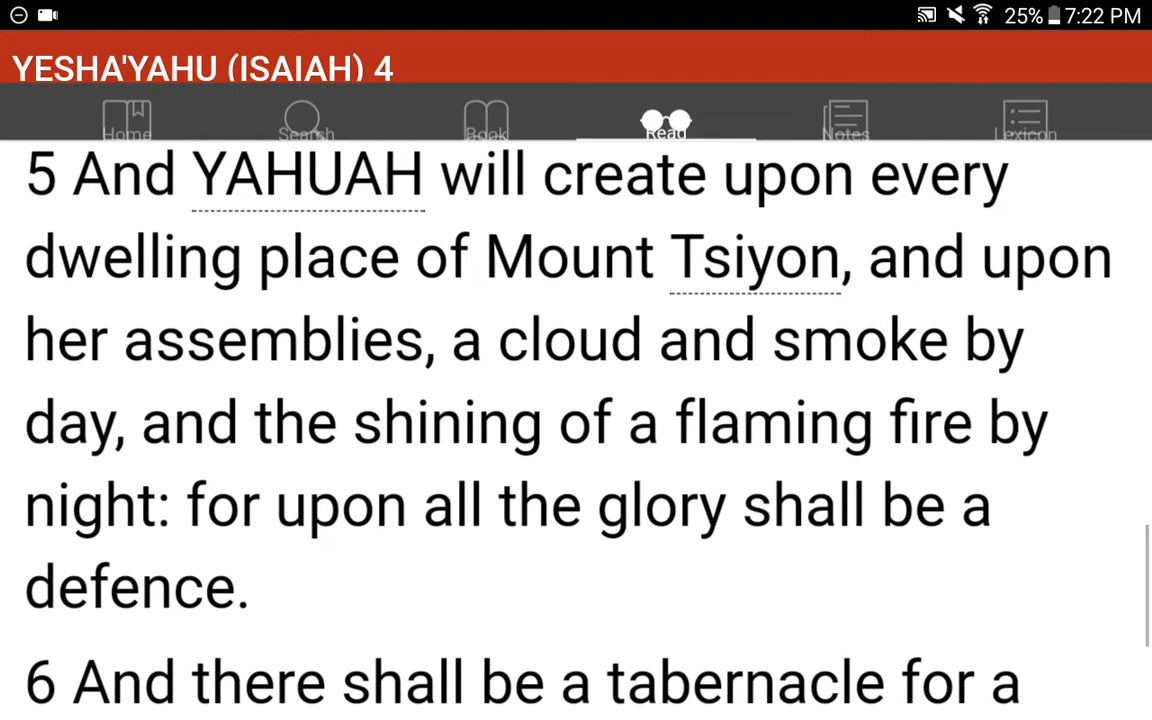 25% 7:22 PM
YESHA'YAHU (ISAIAH) 4
Home Search Book Read Notes Lexicon
5 And YAHUAH will create upon every
dwelling place of Mount Tsiyon, and upon
her assemblies, a cloud and smoke by
day, and the shining of a flaming fire by
night: for upon all the glory shall be a
defence.
6 And there shall be a tabernacle for a